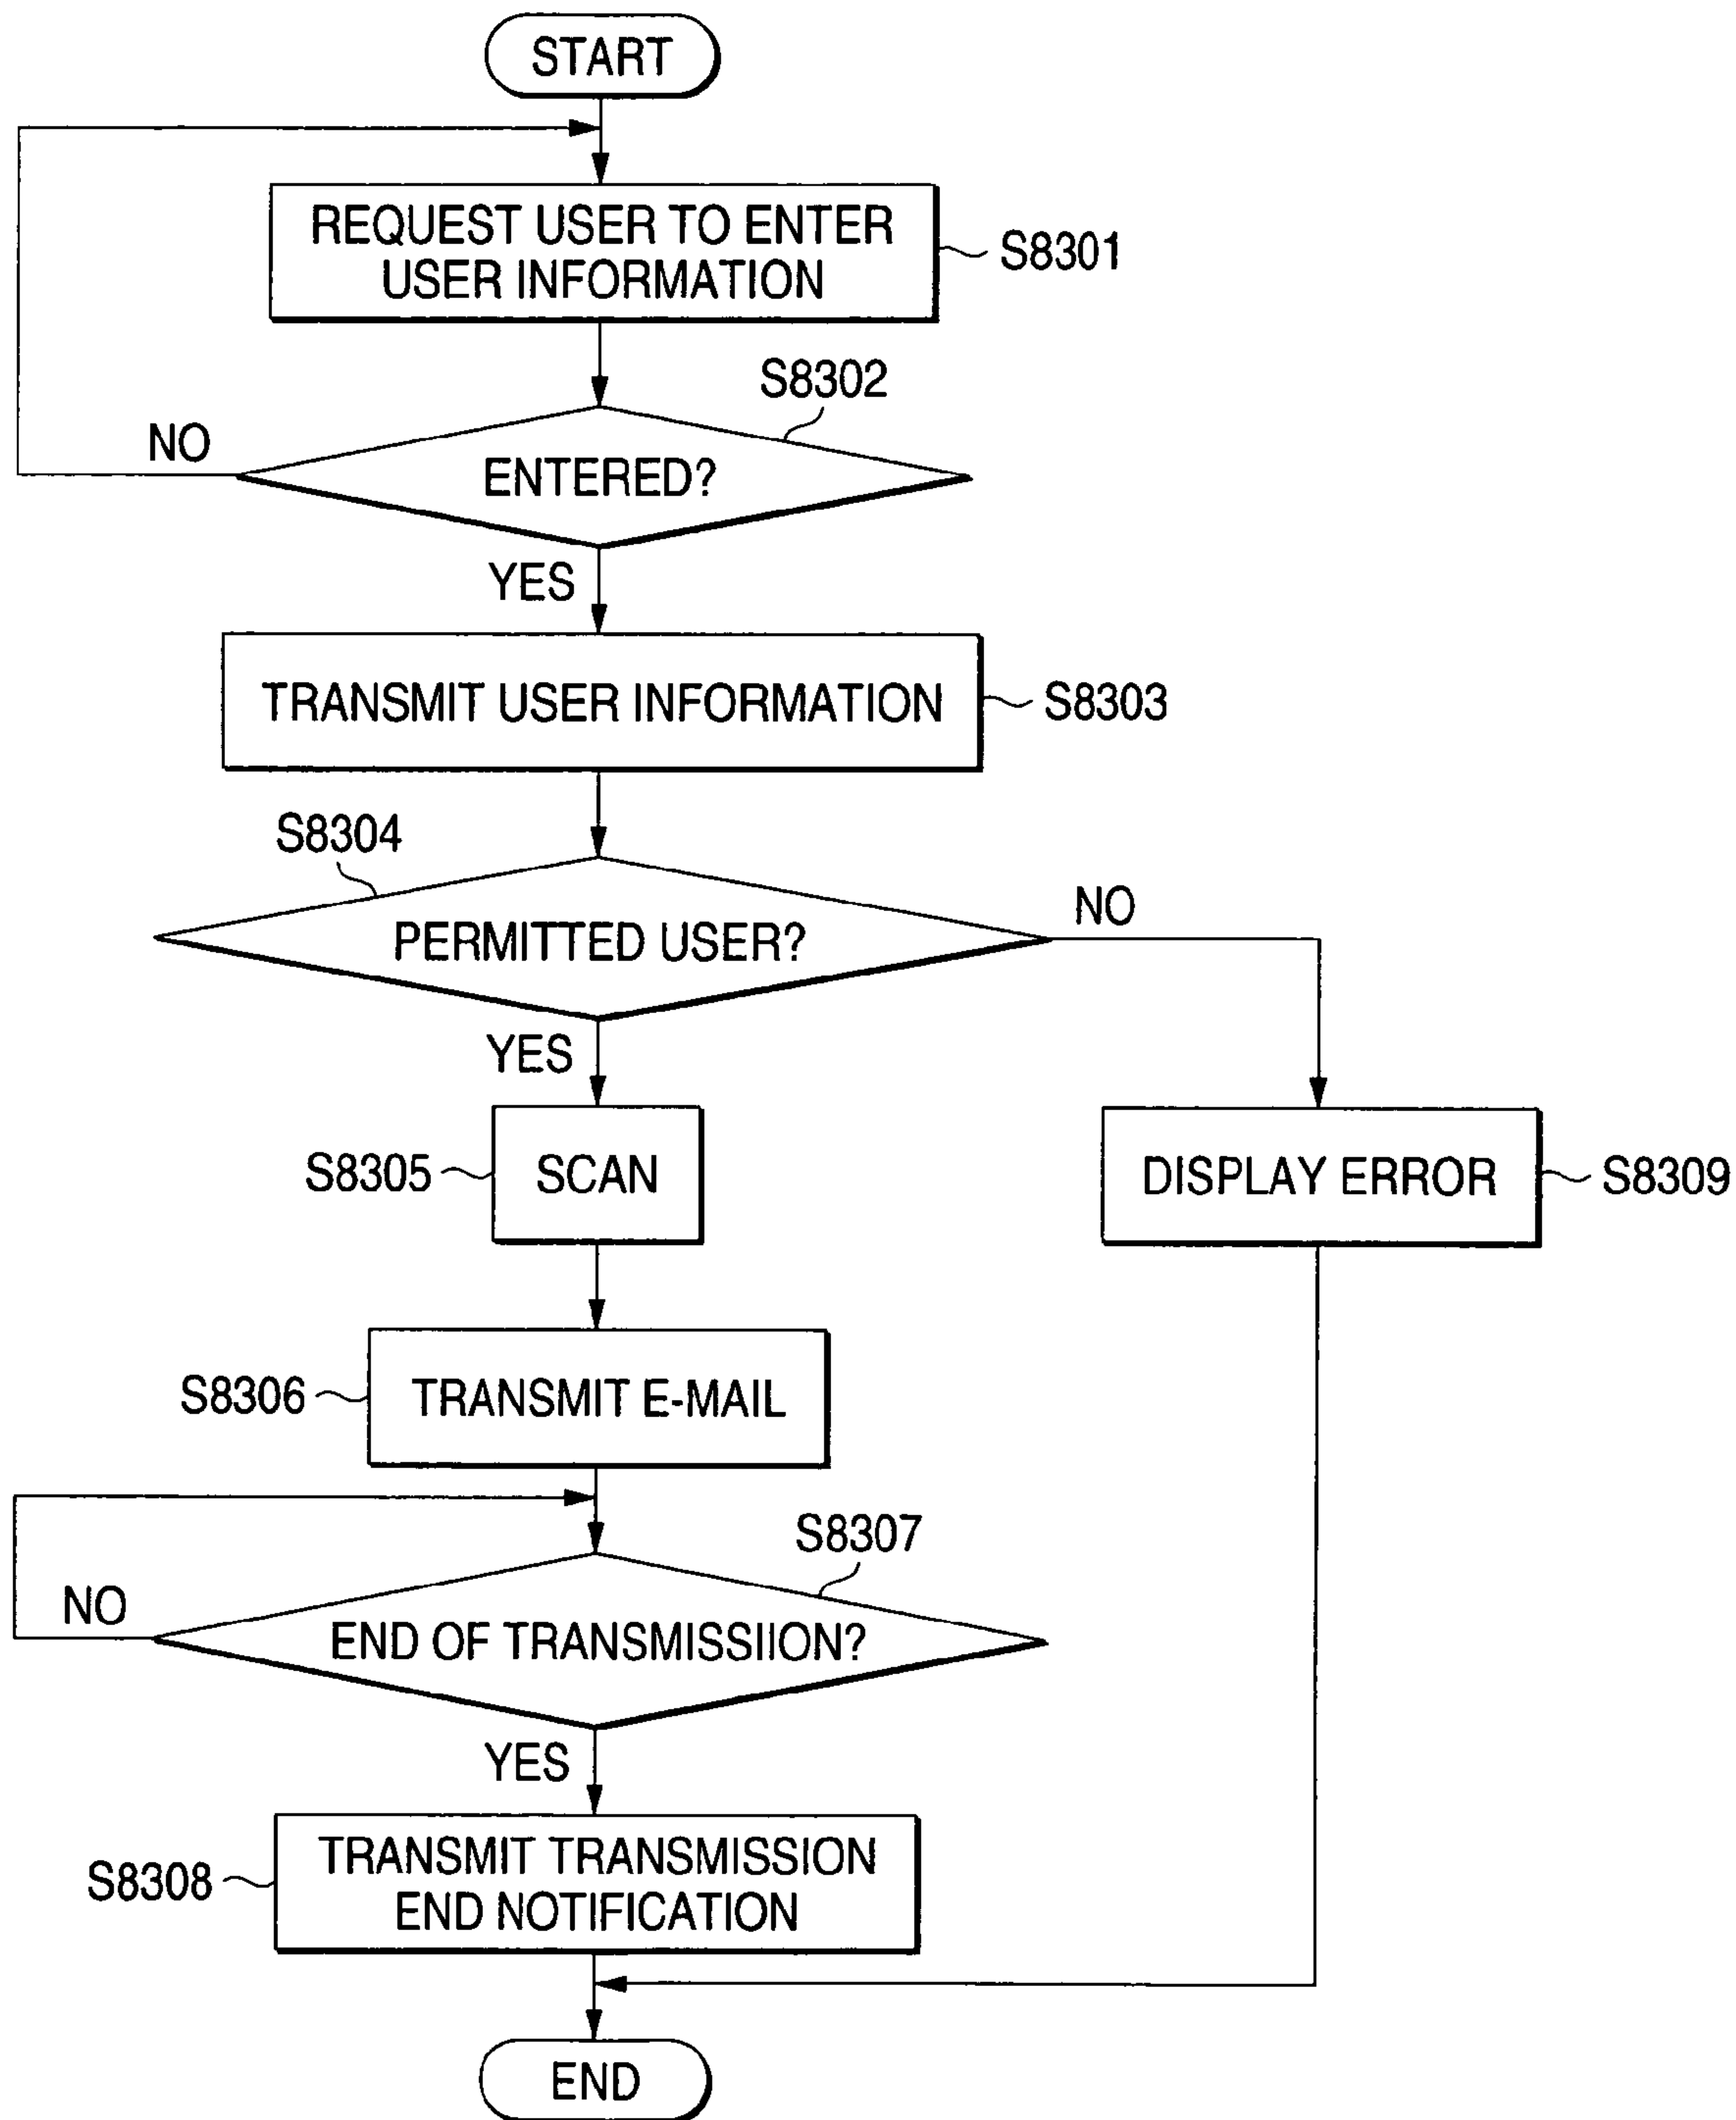 START
REQUEST USER TO ENTER
USER INFORMATION
S8301
S8302
NO
ENTERED?
YES
TRANSMIT USER INFORMATION
S8303
S8304
NO
PERMITTED USER?
YES
S8305
SCAN
DISPLAY ERROR
S8309
S8306
TRANSMIT E-MAIL
S8307
NO
END OF TRANSMISSIION?
YES
S8308
TRANSMIT TRANSMISSION
END NOTIFICATION
END